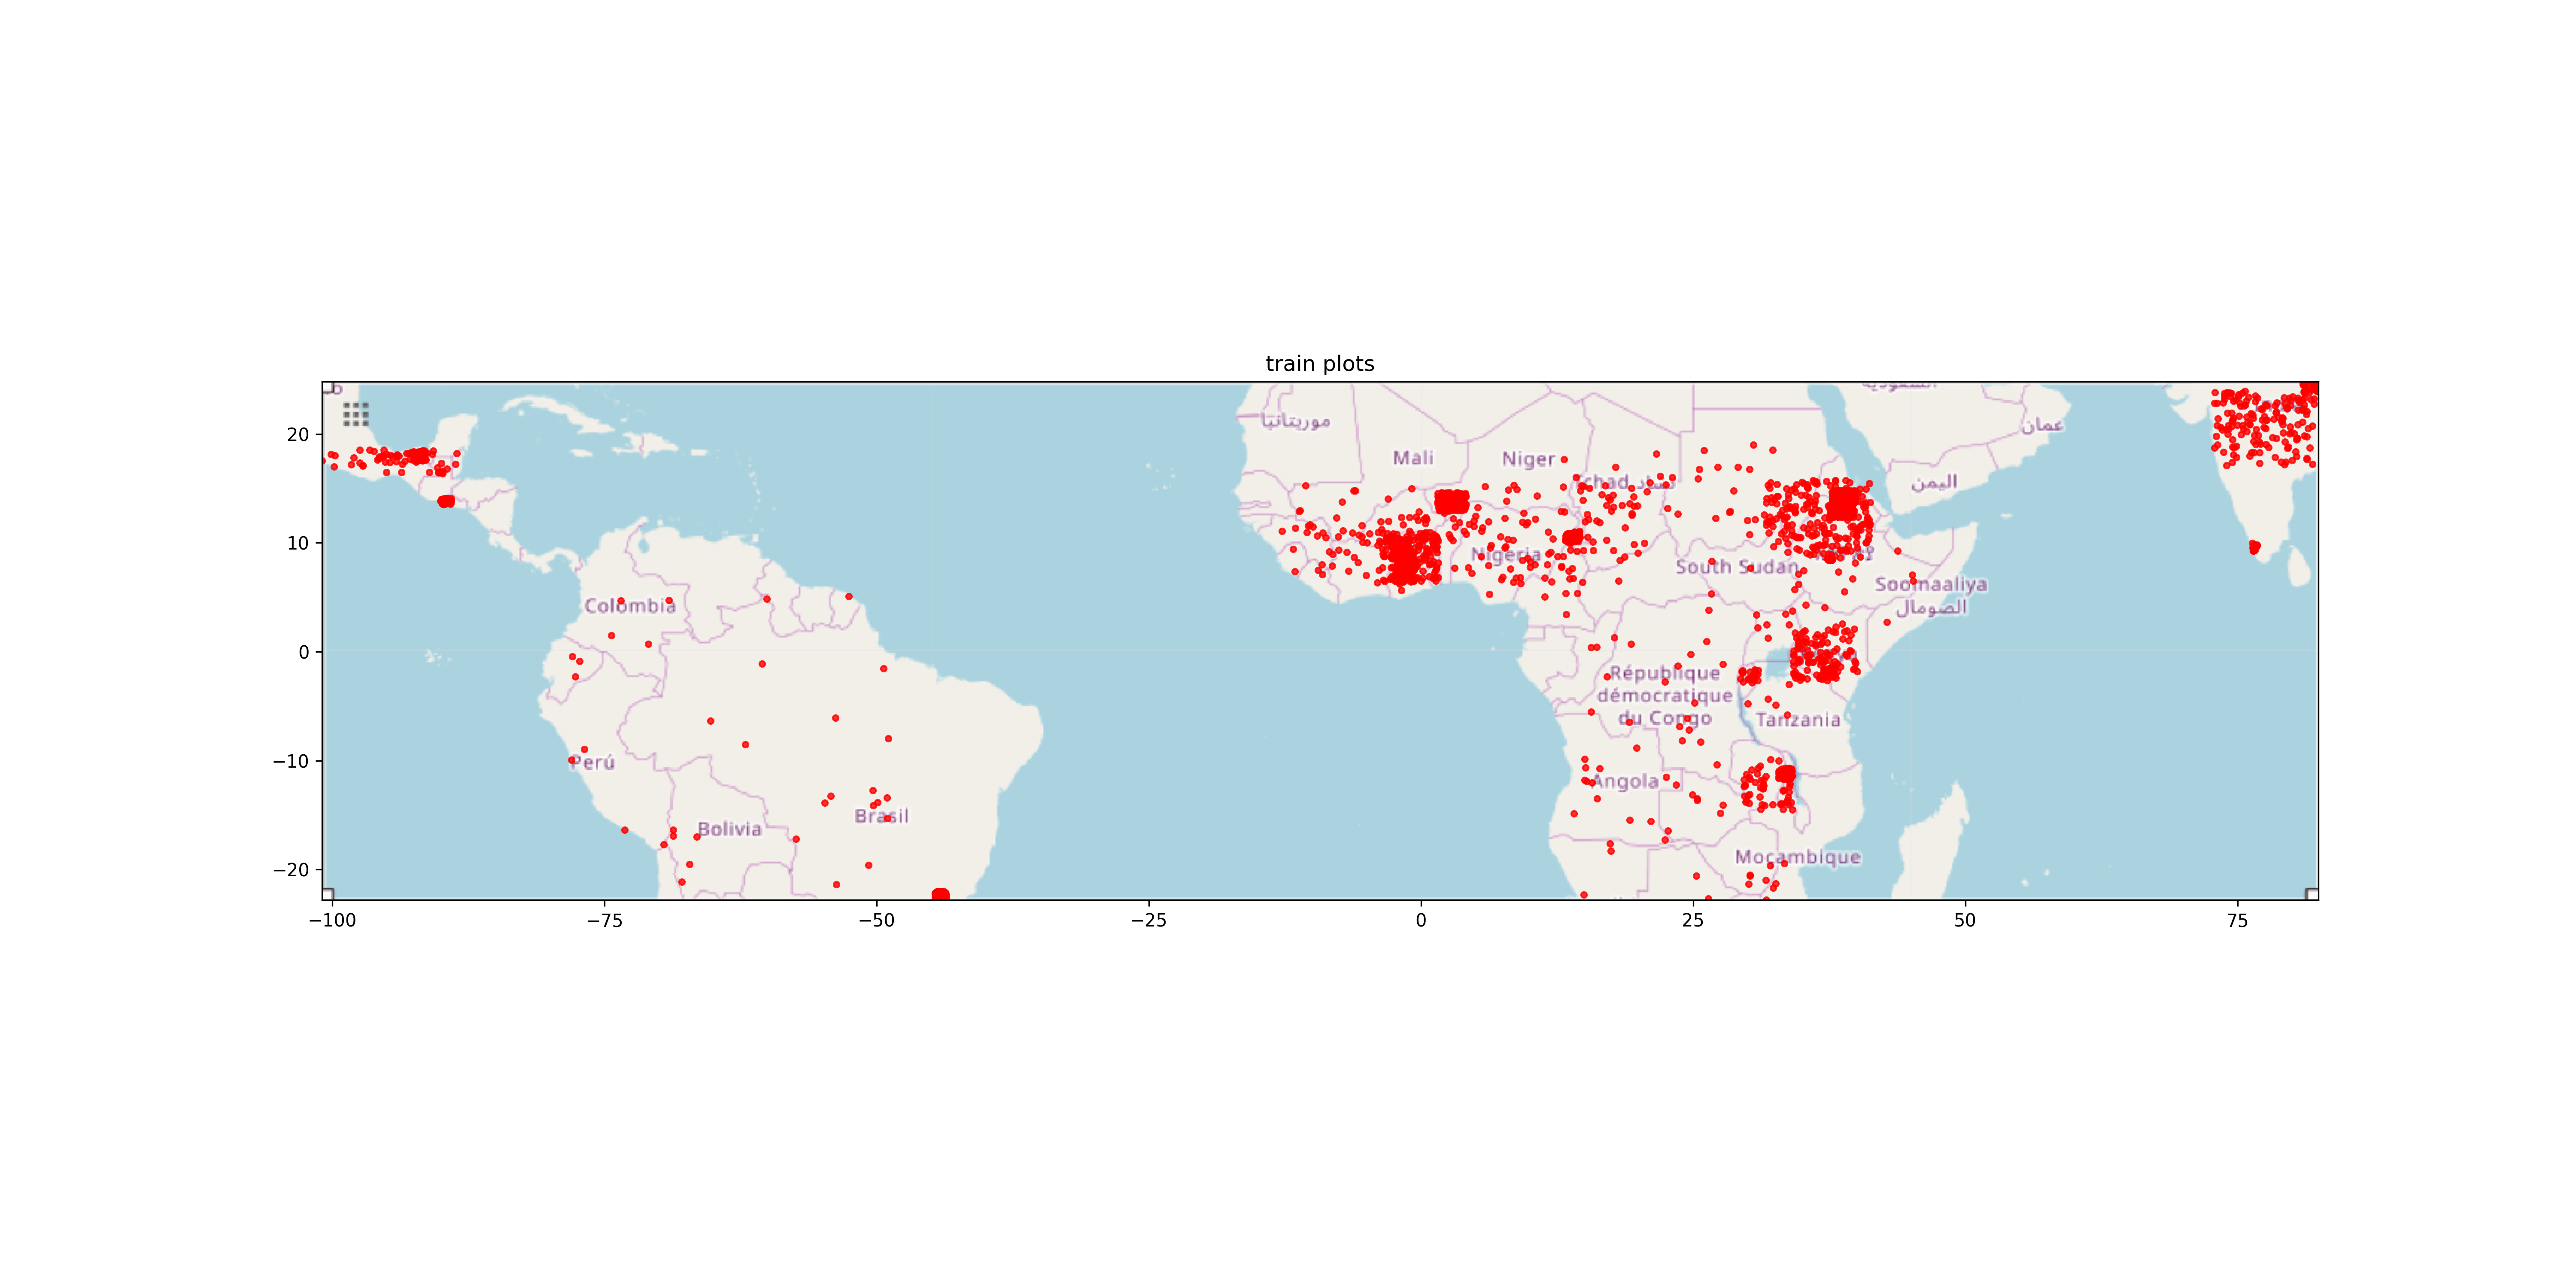 train plots
20
10
0
−10
−20
−100
−75
−50
−25
0
25
50
75
موريتانيا
Mali
Niger
Tchad تشاد
عمان
اليمن
Nigeria
South Sudan
Soomaaliya
الصومال
Colombia
République
démocratique
du Congo
Tanzania
Perú
Angola
Brasil
Bolivia
Moçambique